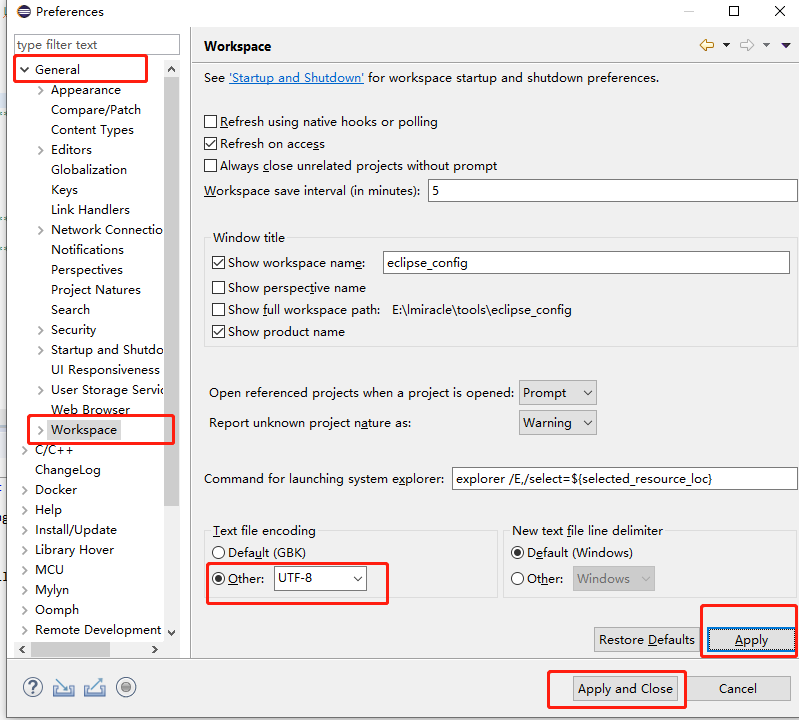 Preferences
type filter text
General
Appearance
Compare/Patch
Content Types
Editors
Globalization
Keys
Link Handlers
Network Connectio
Notifications
Perspectives
Project Natures
Search
Security
Startup and Shutdo
UI Responsiveness
User Storage Servic
Web Browser
Workspace
C/C++
ChangeLog
Docker
Help
Install/Update
Library Hover
MCU
Mylyn
Oomph
Remote Development
Workspace
See 'Startup and Shutdown' for workspace startup and shutdown preferences.
Refresh using native hooks or polling
Refresh on access
Always close unrelated projects without prompt
Workspace save interval (in minutes): 5
Window title
Show workspace name: eclipse_config
Show perspective name
Show full workspace path: E:\lmiracle\tools\eclipse_config
Show product name
Open referenced projects when a project is opened: Prompt
Report unknown project nature as: Warning
Command for launching system explorer: explorer /E,/select=${selected_resource_loc}
Text file encoding
Default (GBK)
Other: UTF-8
New text file line delimiter
Default (Windows)
Other: Windows
Restore Defaults Apply
? Apply and Close Cancel